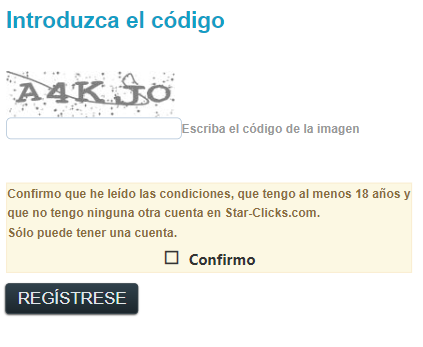 Introduzca el código
A4KJO
Escriba el código de la imagen
Confirmo que he leído las condiciones, que tengo al menos 18 años y
que no tengo ninguna otra cuenta en Star-Clicks.com.
Sólo puede tener una cuenta.
Confirmo
REGÍSTRESE